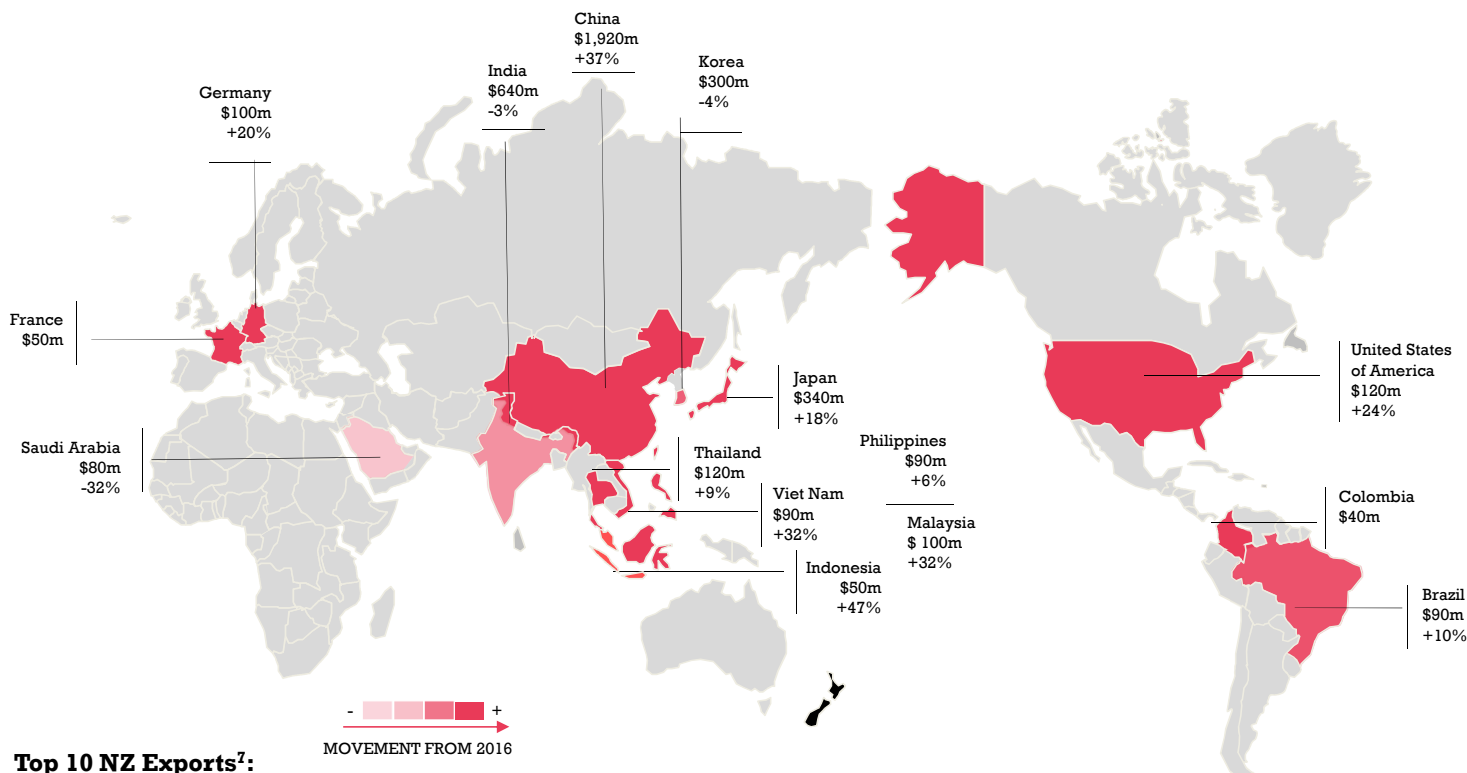 China
$1,920m
+37%
Korea
$300m
-4%
India
$640m
-3%
Germany
$100m
+20%
France
$50m
Saudi Arabia
$80m
-32%
Japan
$340m
+18%
Thailand
$120m
+9%
Viet Nam
$90m
+32%
Indonesia
$50m
+47%
Philippines
$90m
+6%
Malaysia
$ 100m
+32%
United States
of America
$120m
+24%
Colombia
$40m
Brazil
$90m
+10%
- +
MOVEMENT FROM 2016
Top 10 NZ Exports⁷: